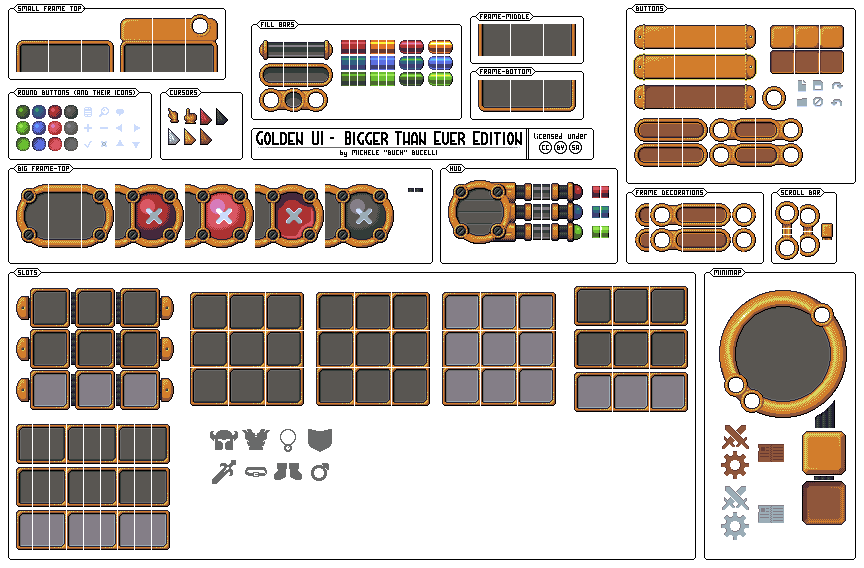 SMALL FRAME TOP
FILL BARS
FRAME-MIDDLE
BUTTONS
FRAME-BOTTOM
ROUND BUTTONS (AND THEIR ICONS)
CURSORS
GOLDEN UI - BIGGER THAN EVER EDITION
by MICHELE "BUCH" BUCELLI
licensed under
CC BY SA
BIG FRAME-TOP
HUD
FRAME DECORATIONS
SCROLL BAR
SLOTS
MINIMAP